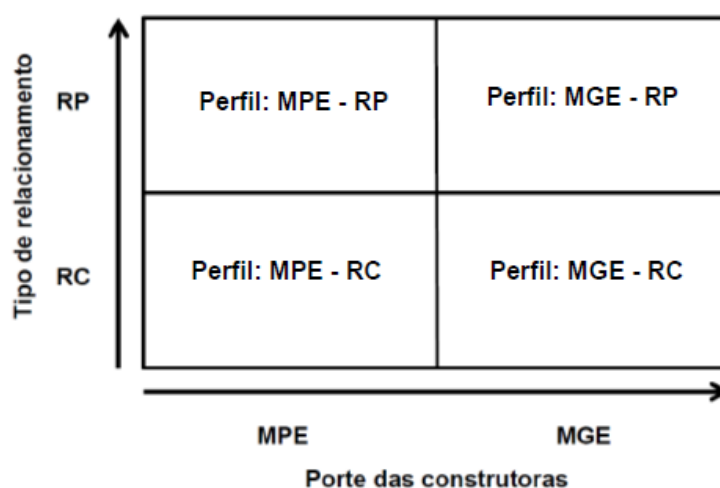 Tipo de relacionamento
RP
Perfil: MPE - RP
Perfil: MGE - RP
RC
Perfil: MPE - RC
Perfil: MGE - RC
MPE
MGE
Porte das construtoras